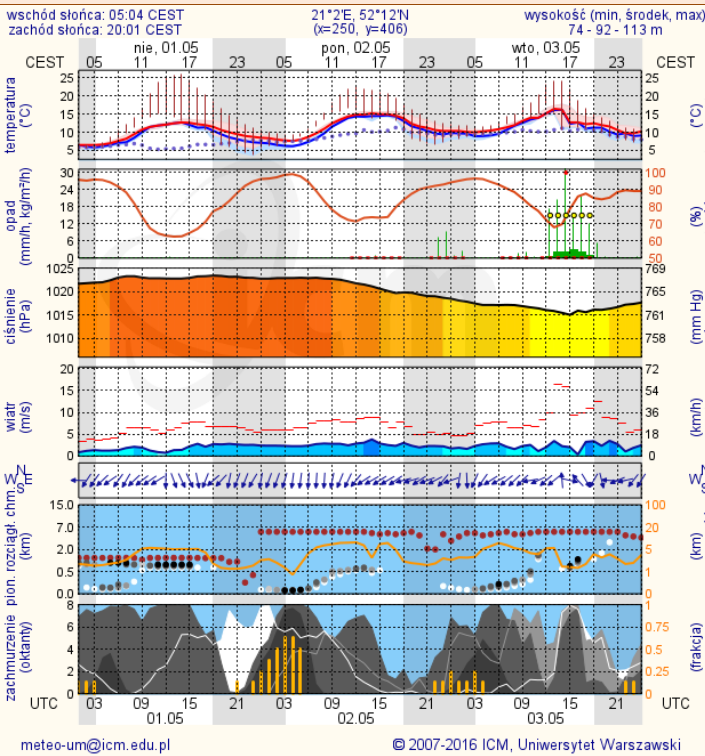 wschód słońca: 05:04 CEST 21°2'E, 52°12'N wysokość (min, środek, max)
zachód słońca: 20:01 CEST (x=250, y=406) 74 - 92 - 113 m
nie, 01.05 pon, 02.05 wto, 03.05
CEST 05 11 17 23 05 11 17 23 05 11 17 23 CEST
temperatura (°C)
25 20 15 10 5
25 20 15 10 5
(°C)
opad (mm/h, kg/m²/h)
30 24 18 12 6 0
100 90 80 70 60 50
(%)
ciśnienie (hPa)
1025 1020 1015 1010
769 765 761 758
(mm Hg)
wiatr (m/s)
20 15 10 5 0
72 54 36 18 0
(km/h)
N W E S
N W S
pion. rozciągł. chm. (km)
15.0 7.0 2.0 0.5 0.0
100 20 5 1 0
(km)
zachmurzenie (oktanty)
8 6 4 2 0
1 0.75 0.5 0.25 0
(frakcja)
UTC 03 09 15 21 03 09 15 21 03 09 15 21 UTC
01.05 02.05 03.05
meteo-um@icm.edu.pl © 2007-2016 ICM, Uniwersytet Warszawski